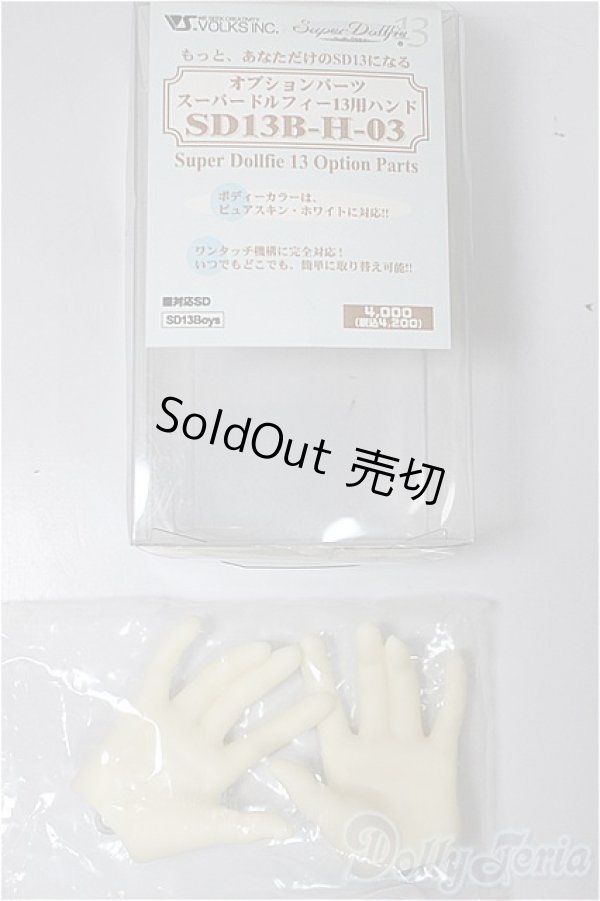 VS. VOLKS INC. Super Dollfie 13
もっと、あなただけのSD13になる
オプションパーツ
スーパードルフィー13用ハンド
SD13B-H-03
Super Dollfie 13 Option Parts
ボディーカラーは、
ピュアスキン・ホワイトに対応!!
ワンタッチ機構に完全対応!
いつでもどこでも、簡単に取り替え可能!!
■対応SD
SD13Boys
4,000
(税込4,200)
SoldOut 売切
DollyTeria